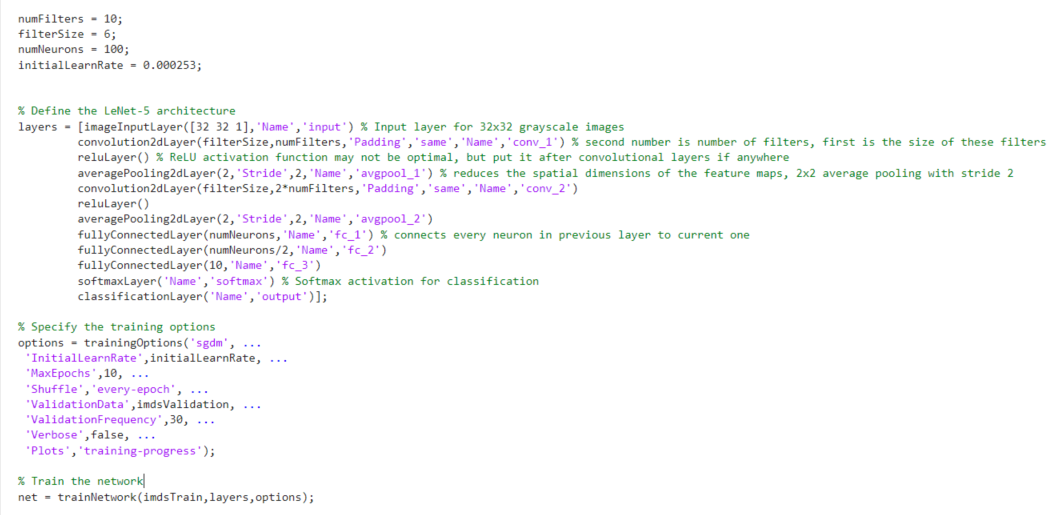 numFilters = 10;
filterSize = 6;
numNeurons = 100;
initialLearnRate = 0.000253;
% Define the LeNet-5 architecture
layers = [imageInputLayer([32 32 1],'Name','input') % Input layer for 32x32 grayscale images
convolution2dLayer(filterSize,numFilters,'Padding','same','Name','conv_1') % second number is number of filters, first is the size of these filters
reluLayer() % ReLU activation function may not be optimal, but put it after convolutional layers if anywhere
averagePooling2dLayer(2,'Stride',2,'Name','avgpool_1') % reduces the spatial dimensions of the feature maps, 2x2 average pooling with stride 2
convolution2dLayer(filterSize,2*numFilters,'Padding','same','Name','conv_2')
reluLayer()
averagePooling2dLayer(2,'Stride',2,'Name','avgpool_2')
fullyConnectedLayer(numNeurons,'Name','fc_1') % connects every neuron in previous layer to current one
fullyConnectedLayer(numNeurons/2,'Name','fc_2')
fullyConnectedLayer(10,'Name','fc_3')
softmaxLayer('Name','softmax') % Softmax activation for classification
classificationLayer('Name','output')];
% Specify the training options
options = trainingOptions('sgdm', ...
'InitialLearnRate',initialLearnRate, ...
'MaxEpochs',10, ...
'Shuffle','every-epoch', ...
'ValidationData',imdsValidation, ...
'ValidationFrequency',30, ...
'Verbose',false, ...
'Plots','training-progress');
% Train the network
net = trainNetwork(imdsTrain,layers,options);